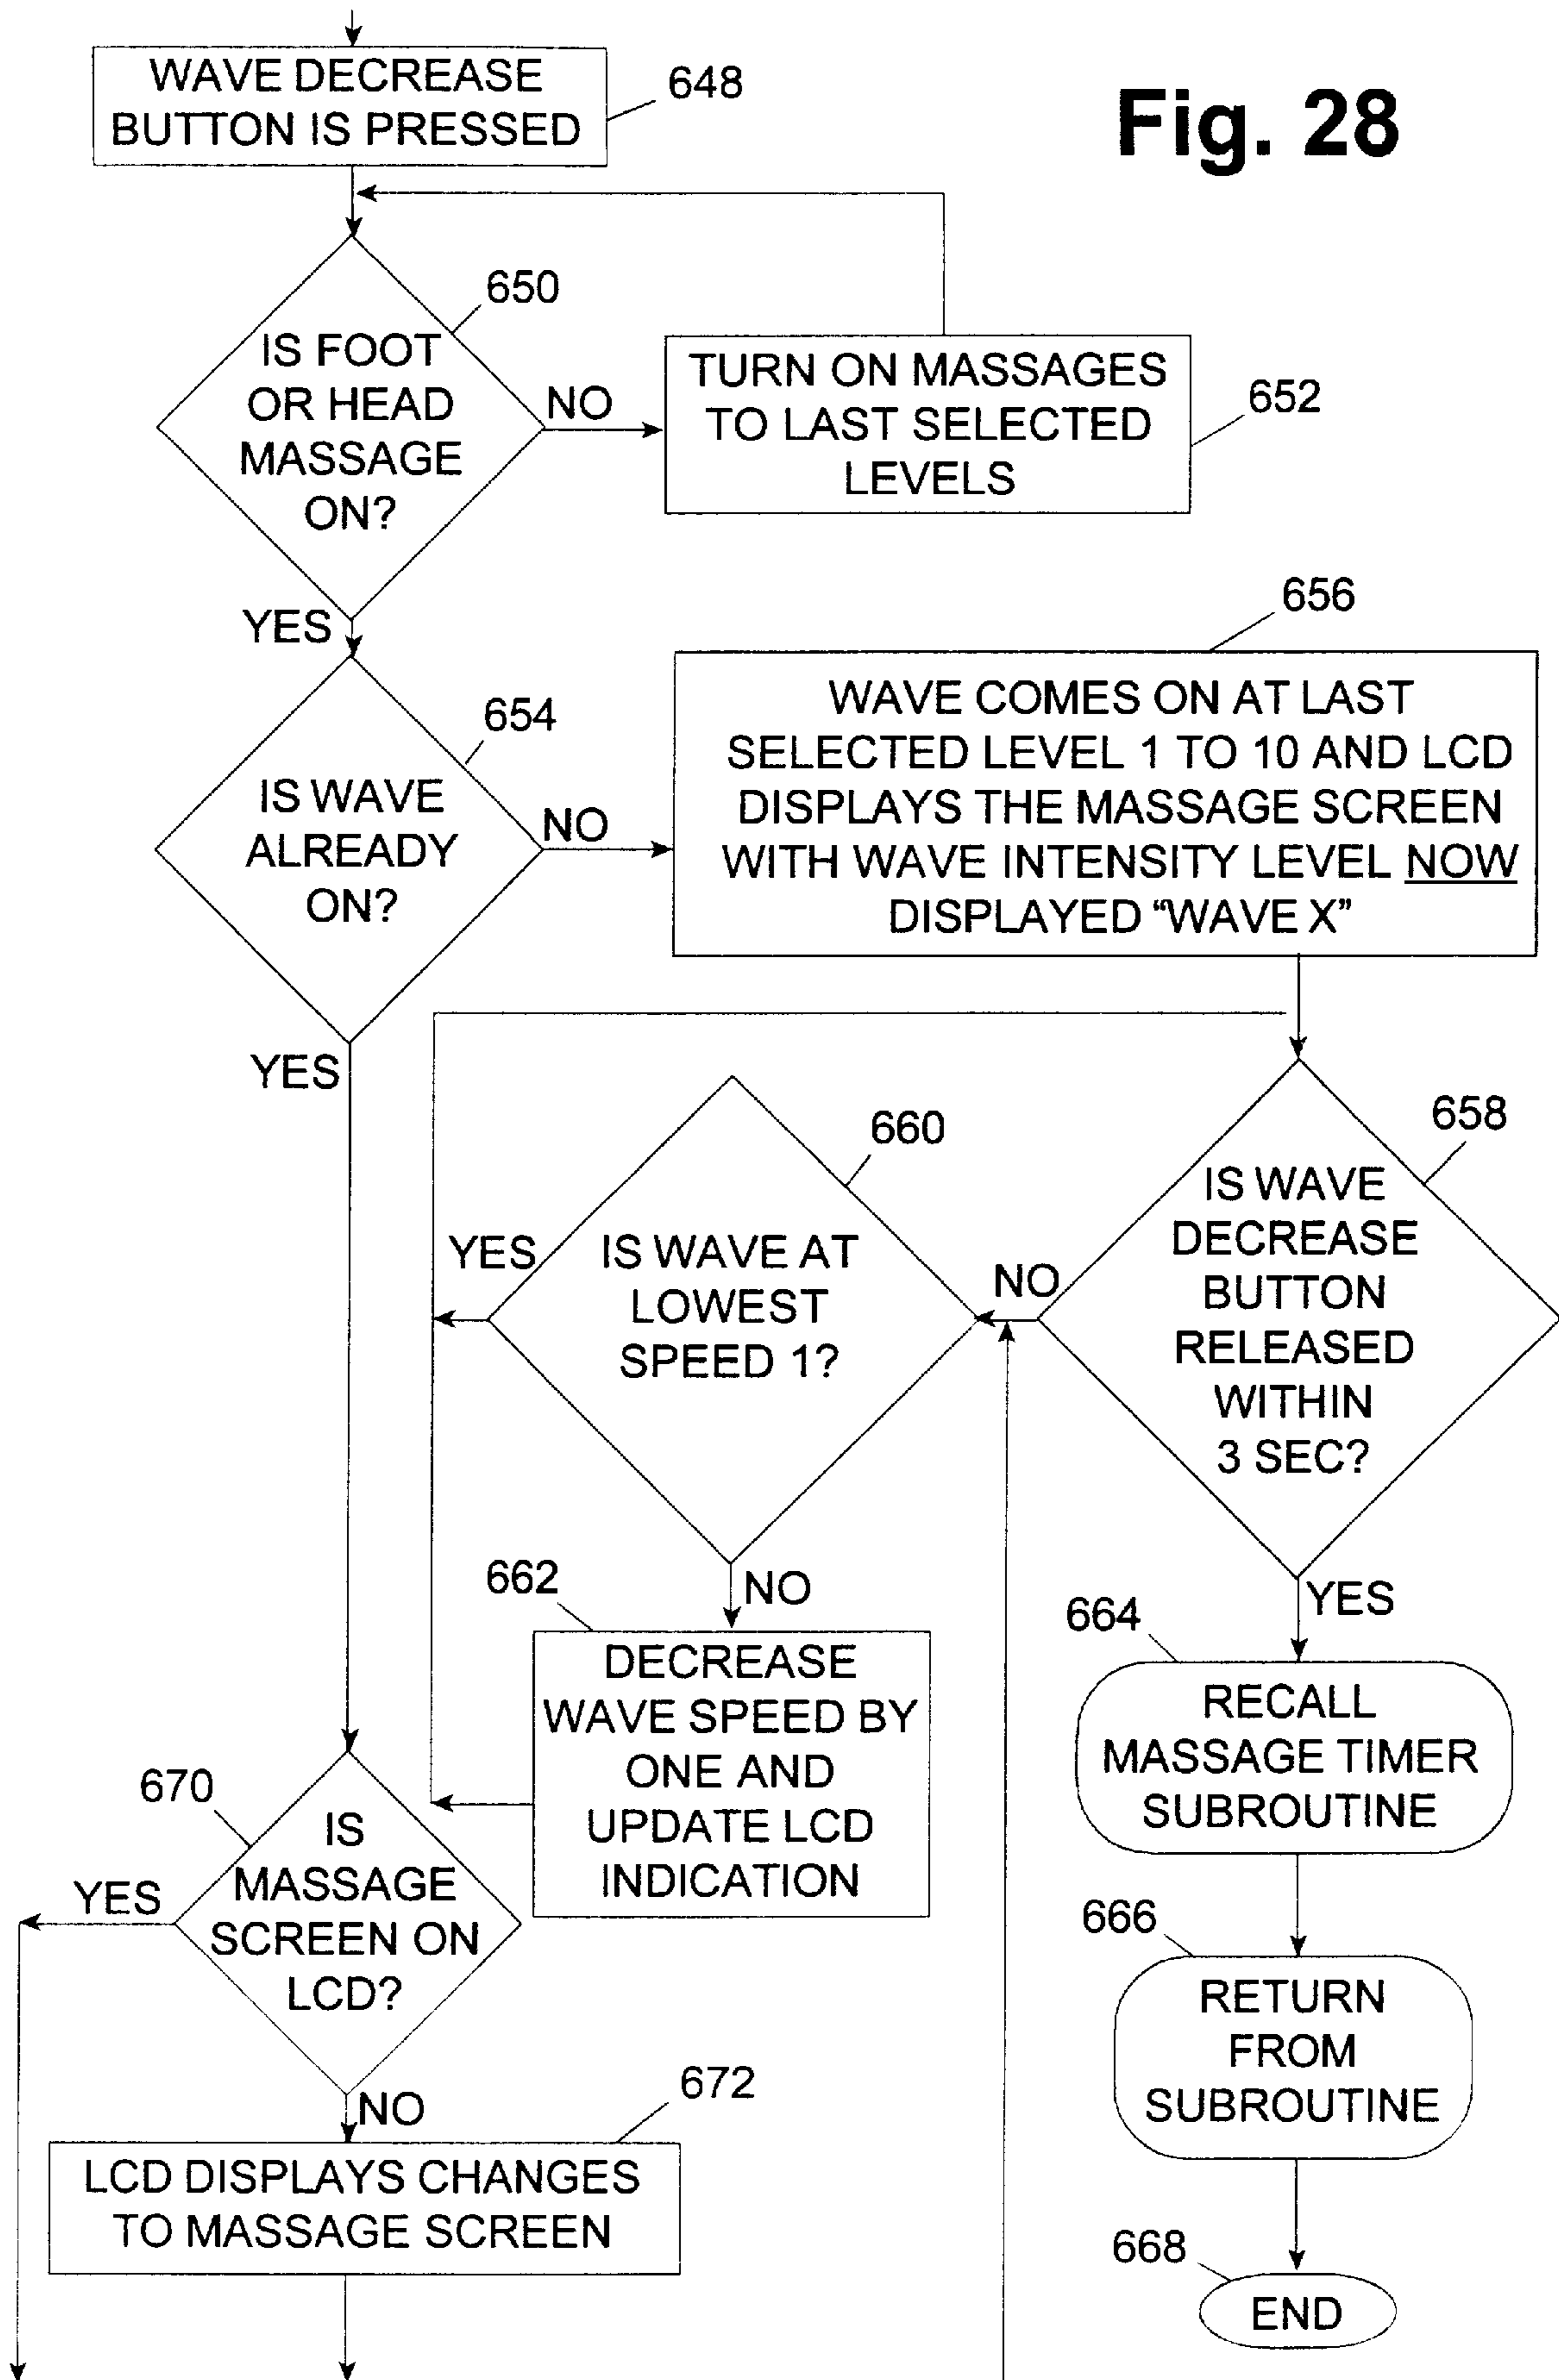 Fig. 28
WAVE DECREASE
BUTTON IS PRESSED
648
650
IS FOOT
OR HEAD
MASSAGE
ON?
NO
TURN ON MASSAGES
TO LAST SELECTED
LEVELS
652
YES
654
IS WAVE
ALREADY
ON?
NO
656
WAVE COMES ON AT LAST
SELECTED LEVEL 1 TO 10 AND LCD
DISPLAYS THE MASSAGE SCREEN
WITH WAVE INTENSITY LEVEL NOW
DISPLAYED “WAVE X”
YES
658
IS WAVE
DECREASE
BUTTON
RELEASED
WITHIN
3 SEC?
NO
660
IS WAVE AT
LOWEST
SPEED 1?
YES
NO
662
DECREASE
WAVE SPEED BY
ONE AND
UPDATE LCD
INDICATION
YES
664
RECALL
MASSAGE TIMER
SUBROUTINE
666
RETURN
FROM
SUBROUTINE
668
END
670
IS
MASSAGE
SCREEN ON
LCD?
YES
NO
672
LCD DISPLAYS CHANGES
TO MASSAGE SCREEN